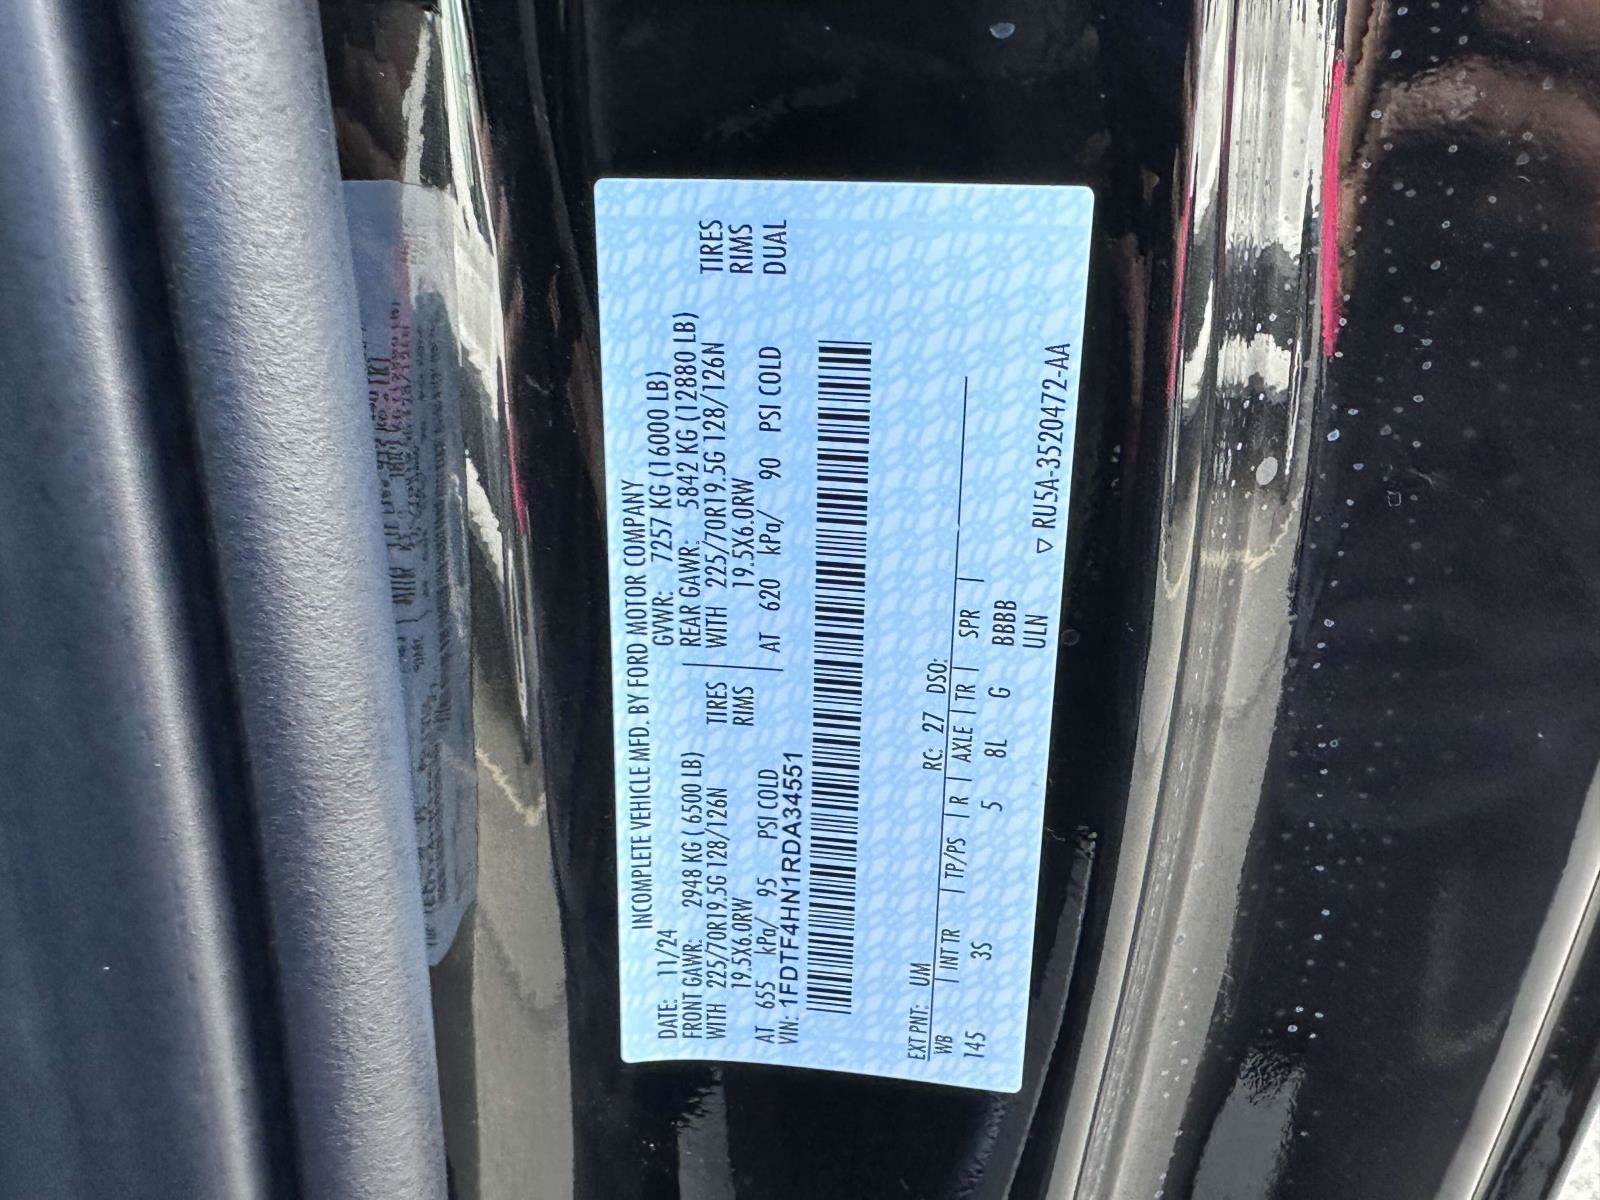 INCOMPLETE VEHICLE MFD. BY FORD MOTOR COMPANY
DATE: 11/24 GVWR: 7257 KG (16000 LB)
FRONT GAWR: 2948 KG (6500 LB) REAR GAWR: 5842 KG (12880 LB)
WITH 225/70R19.5G 128/126N TIRES WITH 225/70R19.5G 128/126N TIRES
19.5X6.0RW RIMS 19.5X6.0RW RIMS
AT 655 kPa/ 95 PSI COLD AT 620 kPa/ 90 PSI COLD DUAL
VIN: 1FDTF4HN1RDA34551
EXT PNT: UM RC: 27 DSO:
WB INT TR TP/PS R AXLE TR SPR
145 3S 5 8L G BBBB
ULN
▽ RU5A-3520472-AA